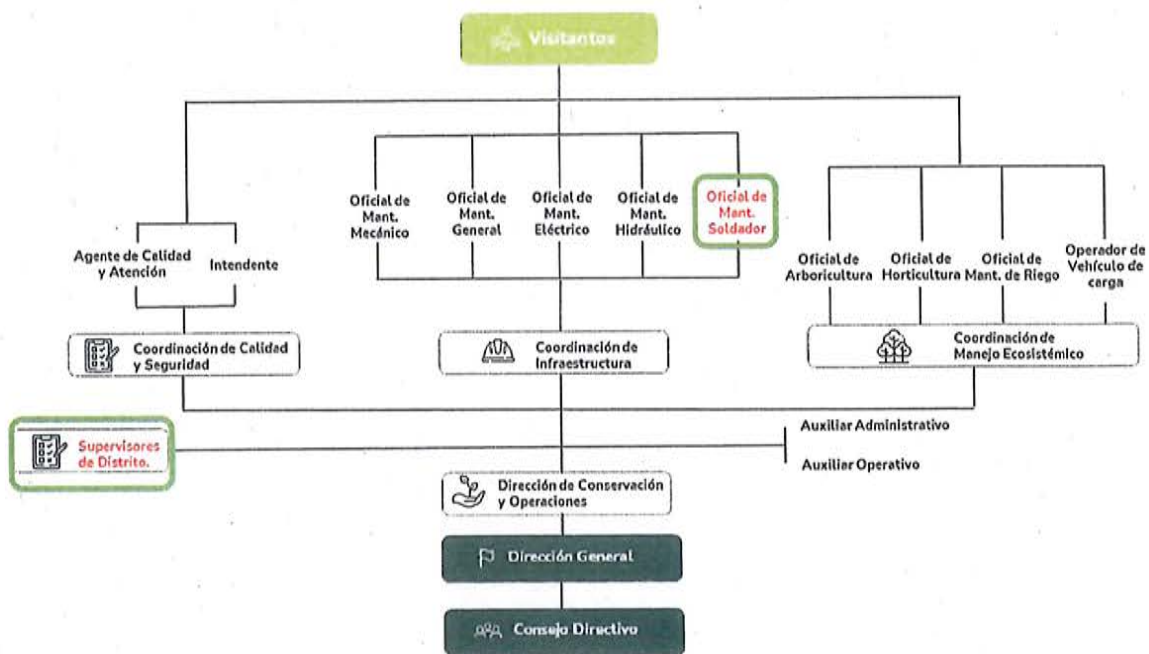 Visitantos
Oficial de
Mant.
Mecánico
Oficial de
Mant.
General
Oficial de
Mant.
Eléctrico
Oficial de
Mant.
Hidráulico
Oficial de
Mant.
Soldador
Agente de Calidad
y Atención
Intendente
Oficial de
Arboricultura
Oficial de
Horticultura
Oficial de
Mant. de Riego
Operador de
Vehículo de
carga
Coordinación de Calidad
y Seguridad
Coordinación de
Infraestructura
Coordinación de
Manejo Ecosistémico
Supervisores
de Distrito.
Auxiliar Administrativo
Auxiliar Operativo
Dirección de Conservación
y Operaciones
Dirección General
Consejo Directivo